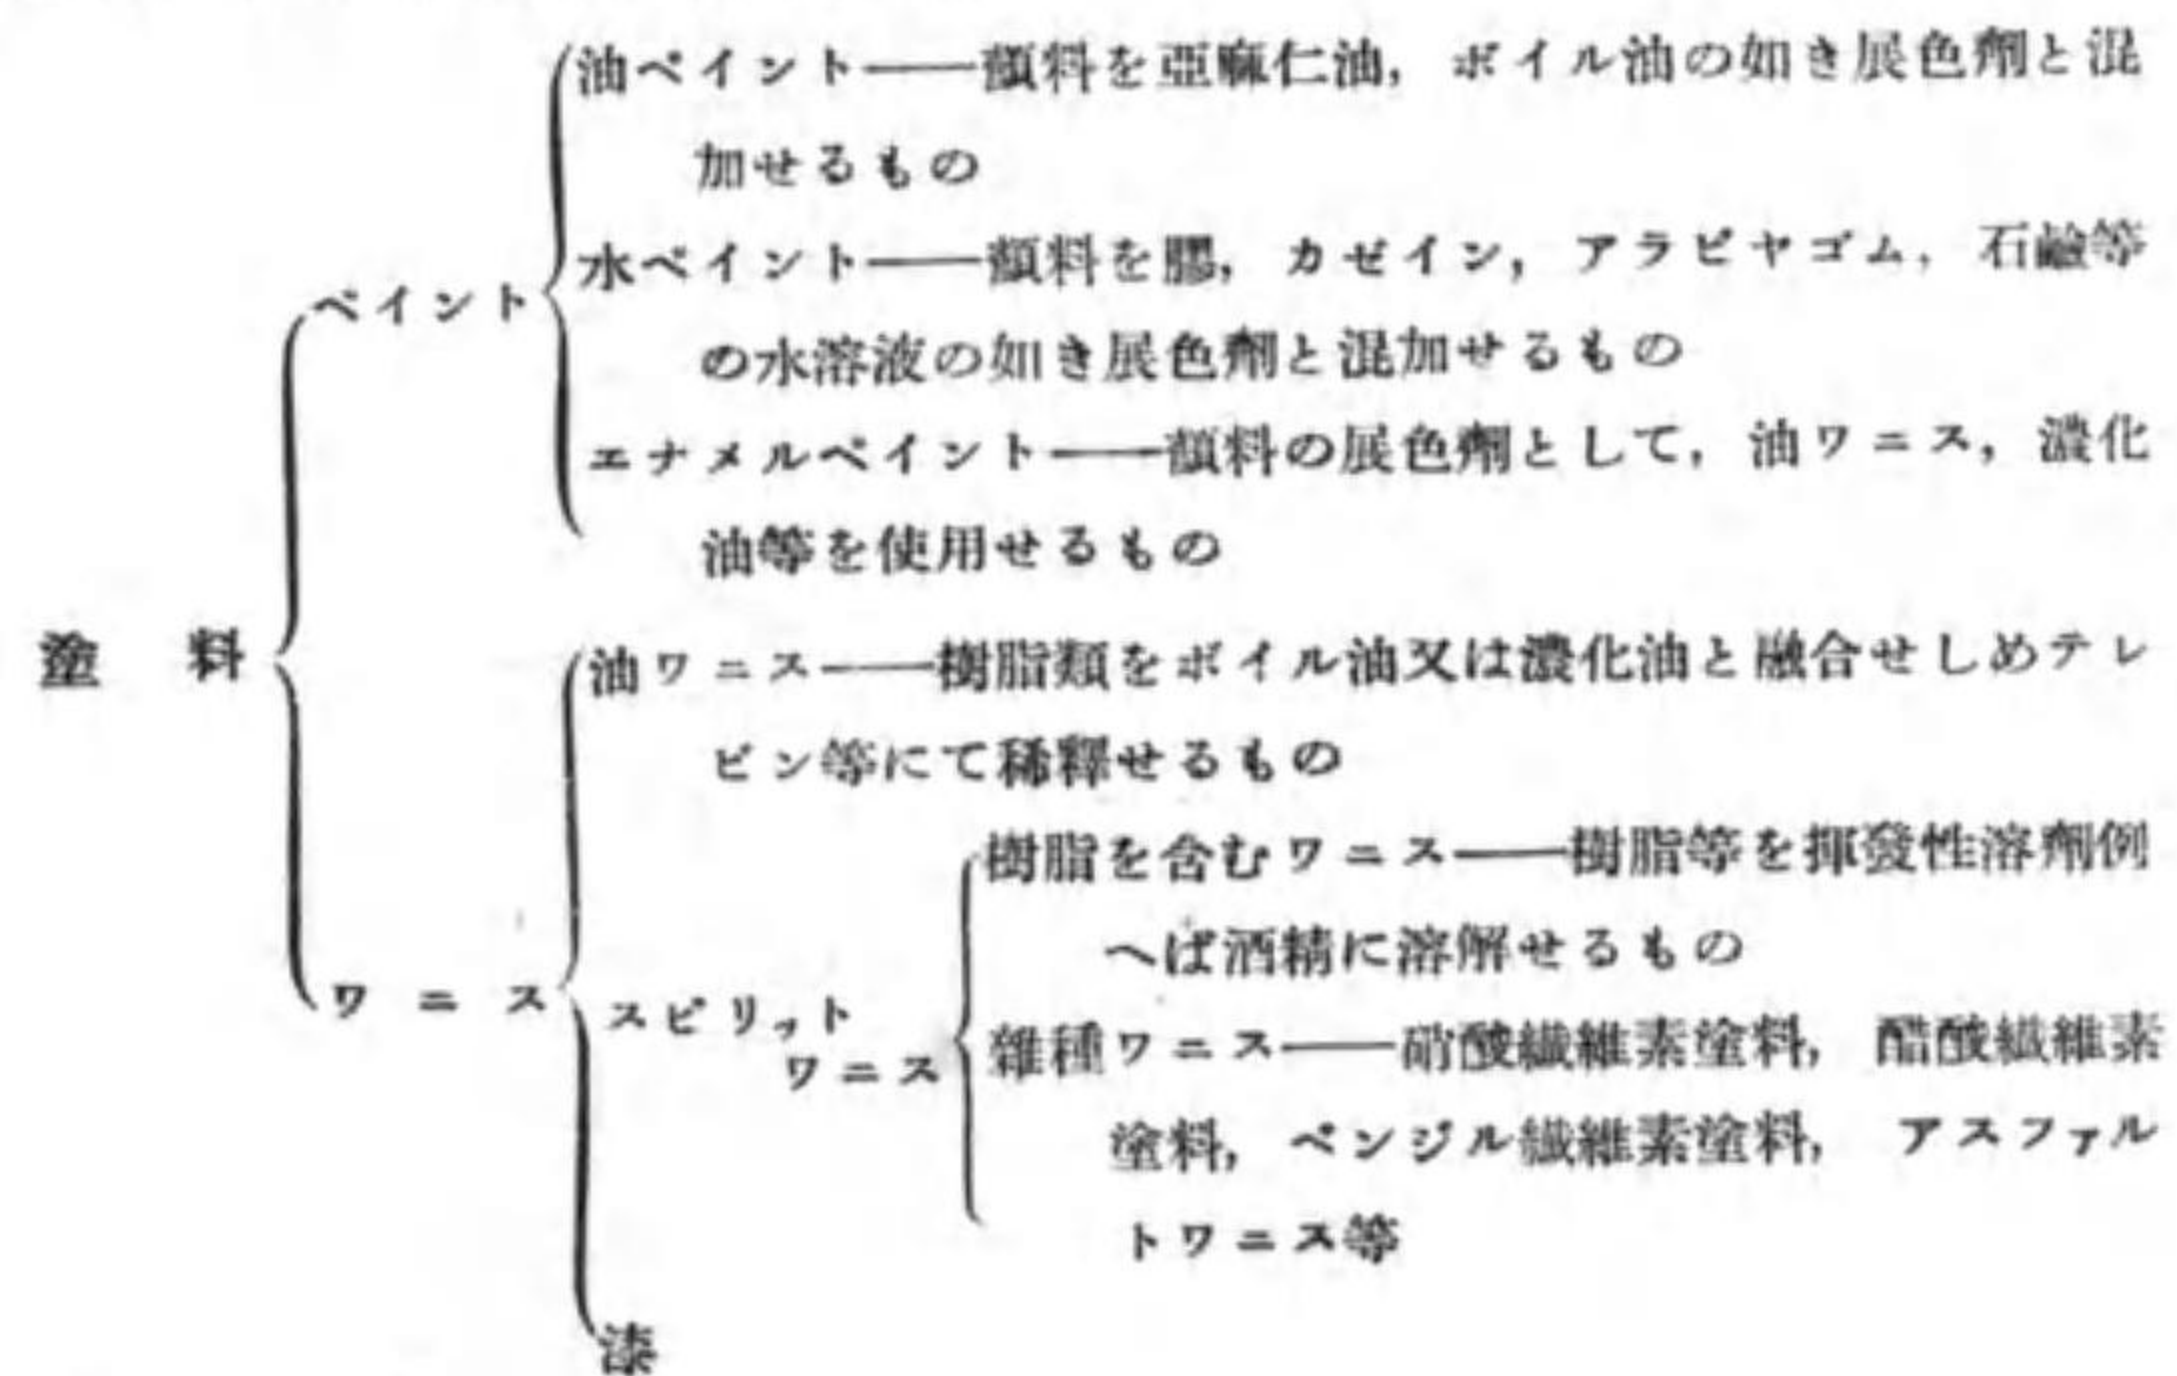 油ペイント——顔料を亞麻仁油，ボイル油の如き展色劑と混
加せるもの
水ペイント——顔料を膠，カゼイン，アラビヤゴム，石鹼等
ペイント
の水溶液の如き展色劑と混加せるもの
エナメルペイント——顔料の展色劑として，油ワニス，濃化
油等を使用せるもの
塗料
油ワニス——樹脂類をボイル油又は濃化油と融合せしめテレ
ビン等にて稀釋せるもの
樹脂を含むワニス——樹脂等を揮發性溶劑例
へば酒精に溶解せるもの
ワニス
スピリット
ワニス
雜種ワニス——硝酸纎維素塗料，醋酸纎維素
塗料，ベンジル纎維素塗料，アスファル
トワニス等
漆